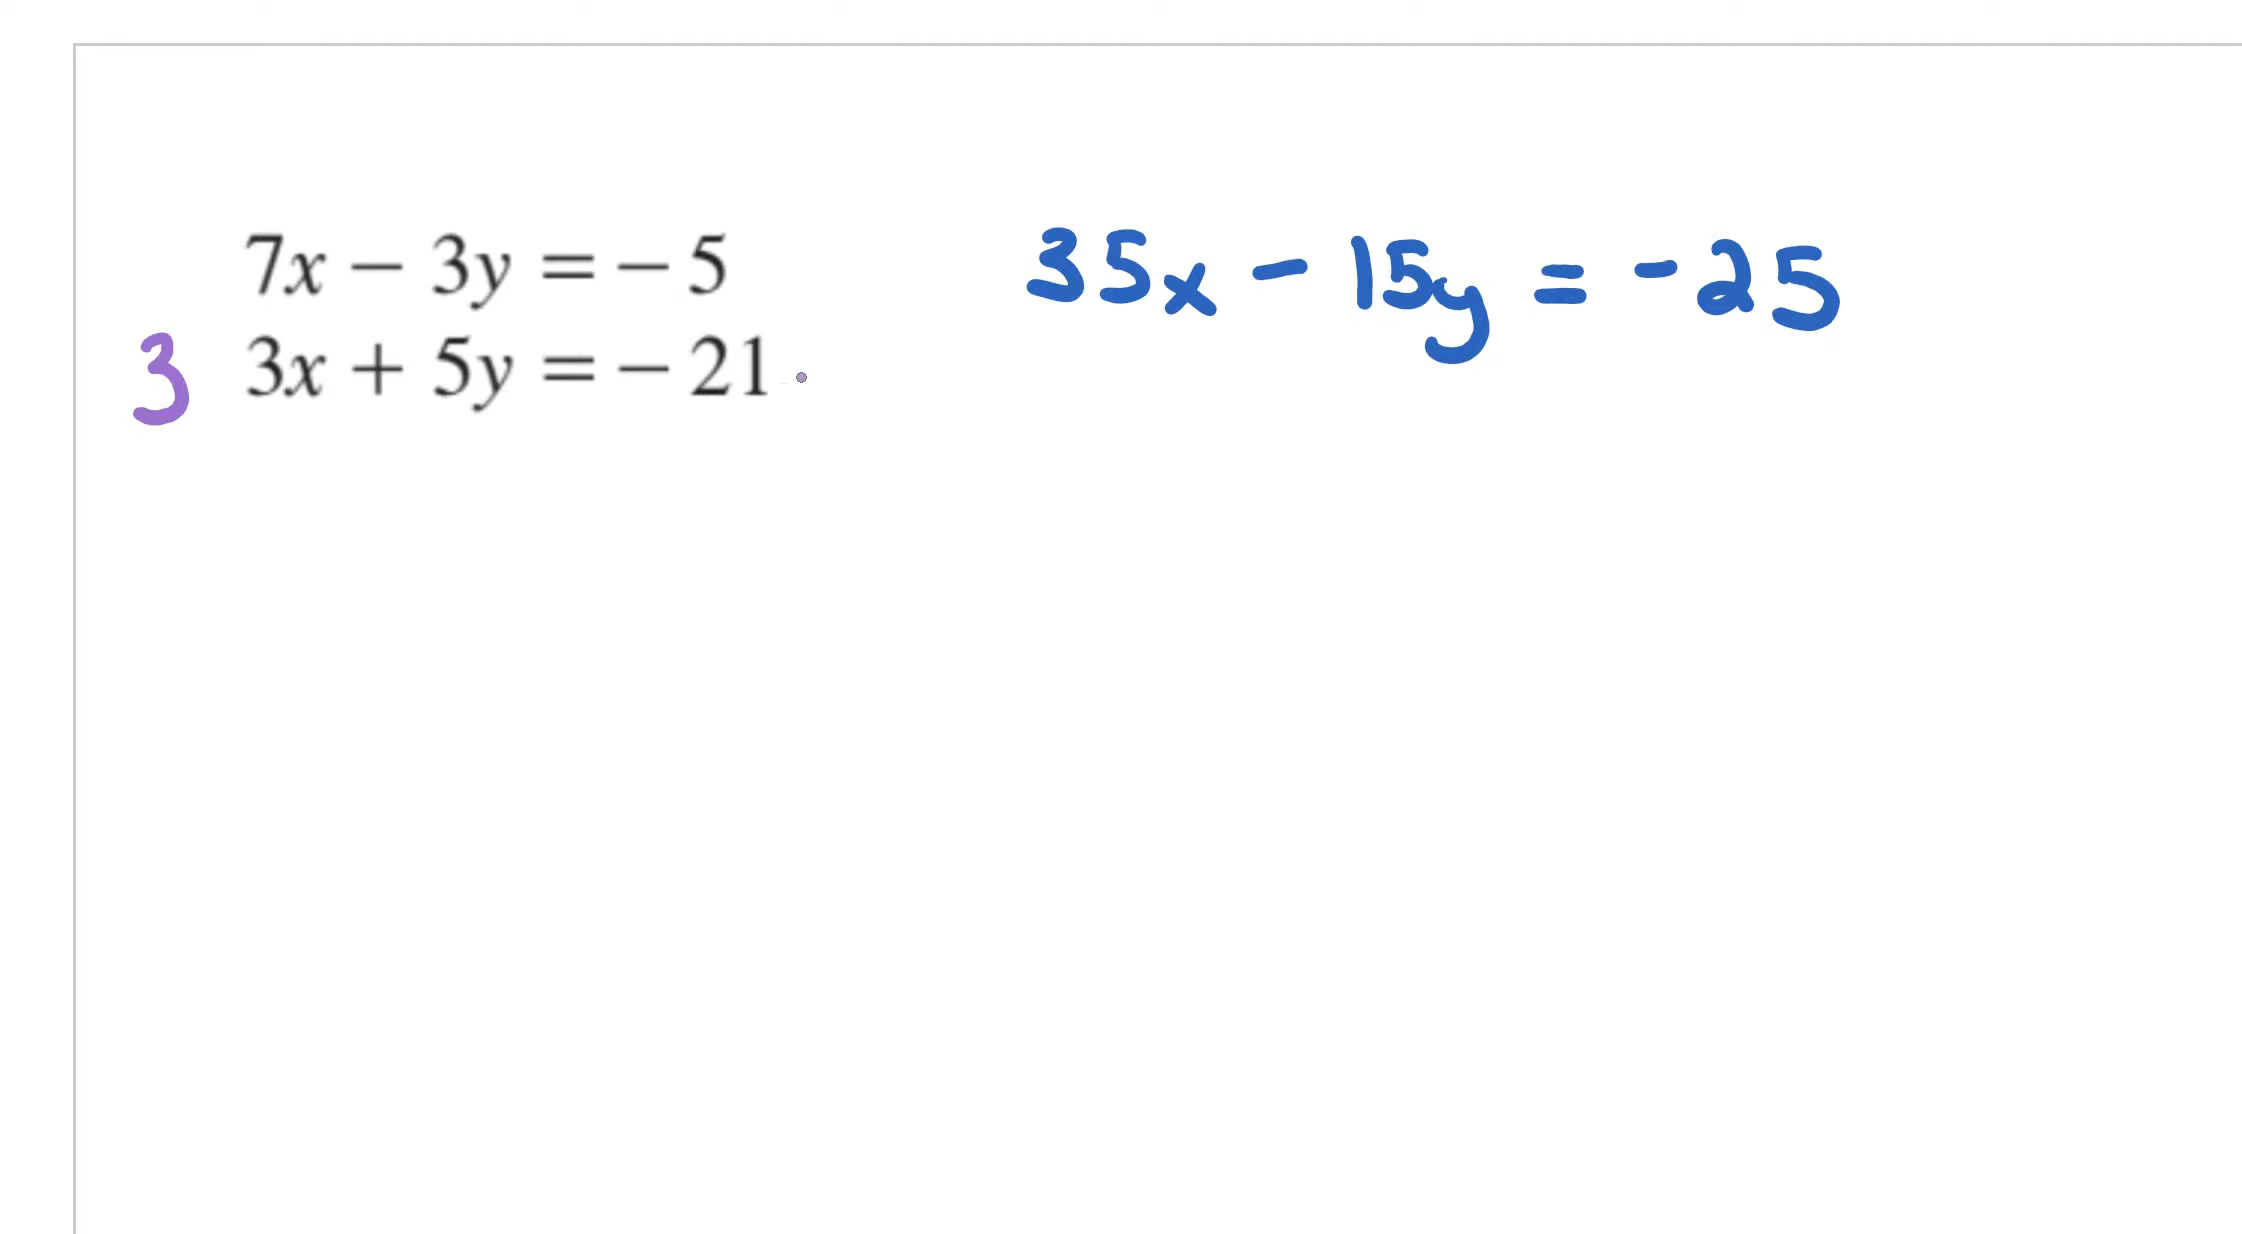 7x − 3y = − 5
35x - 15y = -25
3 3x + 5y = − 21